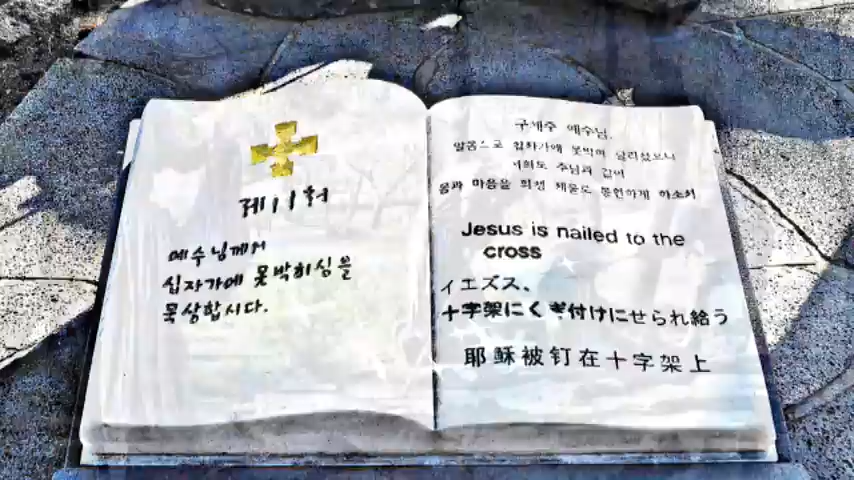 제11처
예수님께서
십자가에 못박히심을
묵상합시다.
구세주 예수님.
알몸으로 십자가에 못박혀 달리셨으니
저희도 주님과 같이
몸과 마음을 희생 제물로 봉헌하게 하소서
Jesus is nailed to the
cross
イエズス、
十字架にくぎ付けにせられ給う
耶稣被钉在十字架上